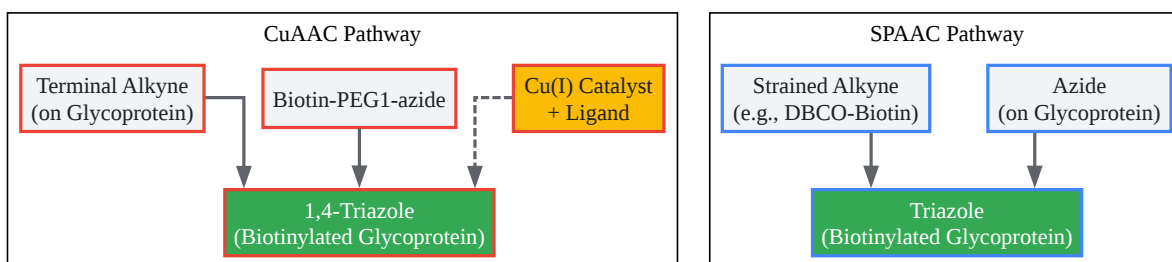 CuAAC Pathway
Terminal Alkyne
(on Glycoprotein)
Biotin-PEG1-azide
Cu(I) Catalyst
+ Ligand
1,4-Triazole
(Biotinylated Glycoprotein)
SPAAC Pathway
Strained Alkyne
(e.g., DBCO-Biotin)
Azide
(on Glycoprotein)
Triazole
(Biotinylated Glycoprotein)